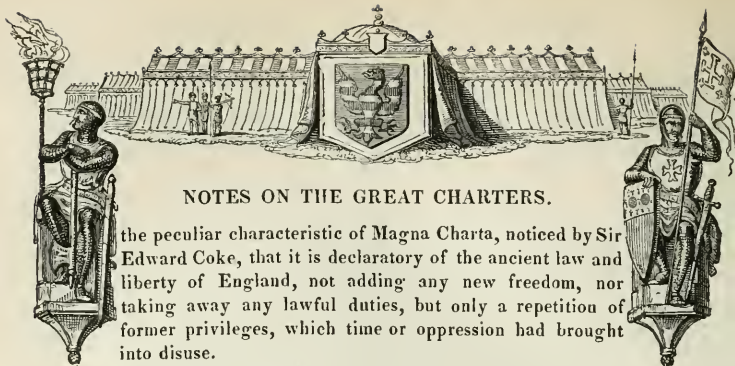 NOTES ON THE GREAT CHARTERS.
the peculiar characteristic of Magna Charta, noticed by Sir
Edward Coke, that it is declaratory of the ancient law and
liberty of England, not adding any new freedom, nor
taking away any lawful duties, but only a repetition of
former privileges, which time or oppression had brought
into disuse.